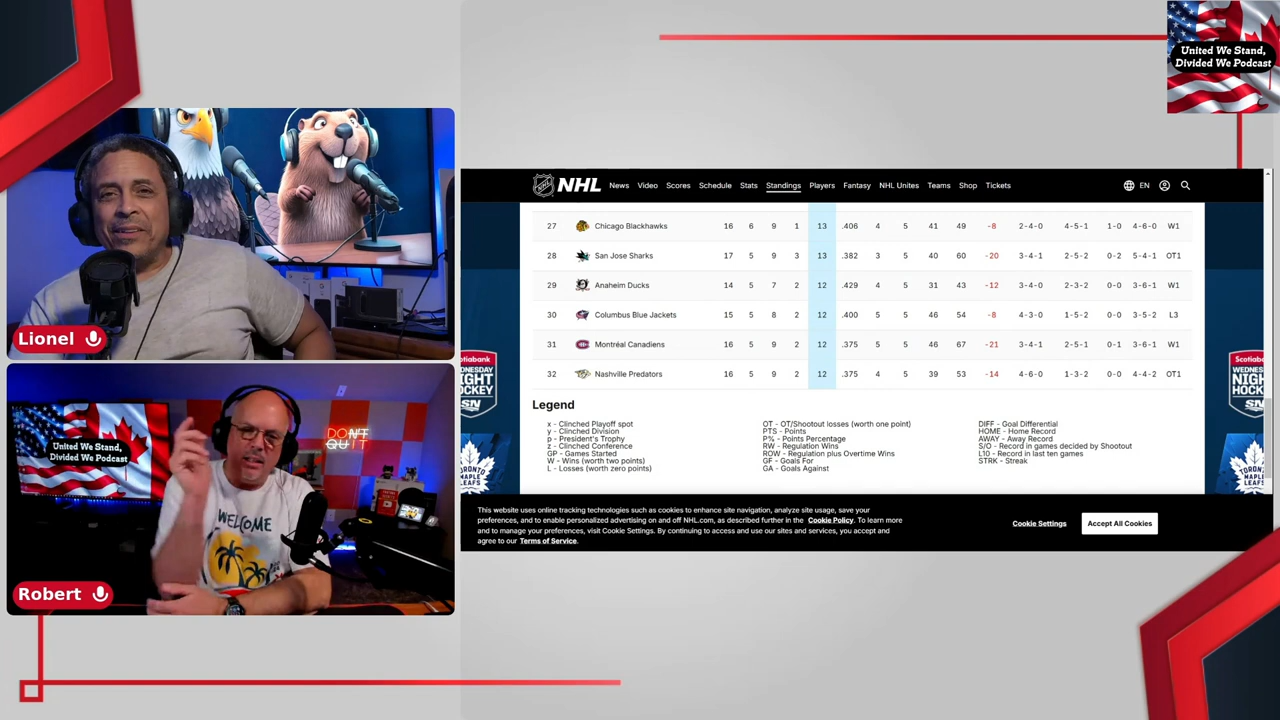 United We Stand,
Divided We Podcast
NHL News Video Scores Schedule Stats Standings Players Fantasy NHL Unites Teams Shop Tickets EN
27 Chicago Blackhawks 16 6 9 1 13 .406 4 5 41 49 -8 2-4-0 4-5-1 1-0 4-6-0 W1
28 San Jose Sharks 17 5 9 3 13 .382 3 5 40 60 -20 3-4-1 2-5-2 0-2 5-4-1 OT1
29 Anaheim Ducks 14 5 7 2 12 .429 4 5 31 43 -12 3-4-0 2-3-2 0-0 3-6-1 W1
30 Columbus Blue Jackets 15 5 8 2 12 .400 5 5 46 54 -8 4-3-0 1-5-2 0-0 3-5-2 L3
31 Montréal Canadiens 16 5 9 2 12 .375 5 5 46 67 -21 3-4-1 2-5-1 0-1 3-6-1 W1
32 Nashville Predators 16 5 9 2 12 .375 4 5 39 53 -14 4-6-0 1-3-2 0-0 4-4-2 OT1
Legend
x - Clinched Playoff spot
y - Clinched Division
p - President's Trophy
z - Clinched Conference
GP - Games Started
W - Wins (worth two points)
L - Losses (worth zero points)
OT - OT/Shootout losses (worth one point)
PTS - Points
P% - Points Percentage
RW - Regulation Wins
ROW - Regulation plus Overtime Wins
GF - Goals For
GA - Goals Against
DIFF - Goal Differential
HOME - Home Record
AWAY - Away Record
S/O - Record in games decided by Shootout
L10 - Record in last ten games
STRK - Streak
This website uses online tracking technologies such as cookies to enhance site navigation, analyze site usage, save your
preferences, and to enable personalized advertising on and off NHL.com, as described further in the Cookie Policy. To learn more
and to manage your preferences, visit Cookie Settings. By continuing to access and use our sites and services, you accept and
agree to our Terms of Service.
Cookie Settings
Accept All Cookies
Lionel
United We Stand,
Divided We Podcast
DON'T
QUIT
WELCOME
Robert
TORONTO
MAPLE
LEAFS
TORONTO
MAPLE
LEAFS